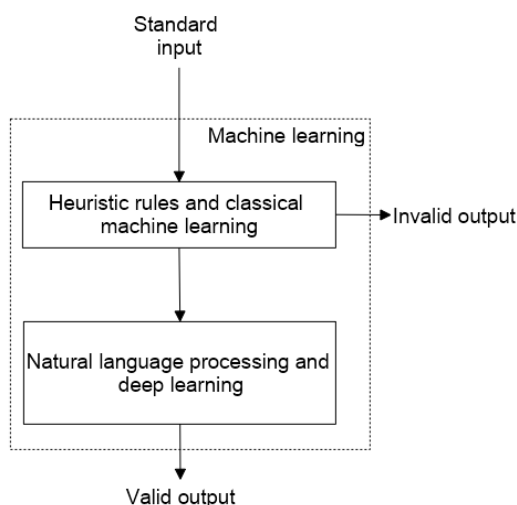 Standard
input
Machine learning
Heuristic rules and classical
machine learning
Invalid output
Natural language processing and
deep learning
Valid output